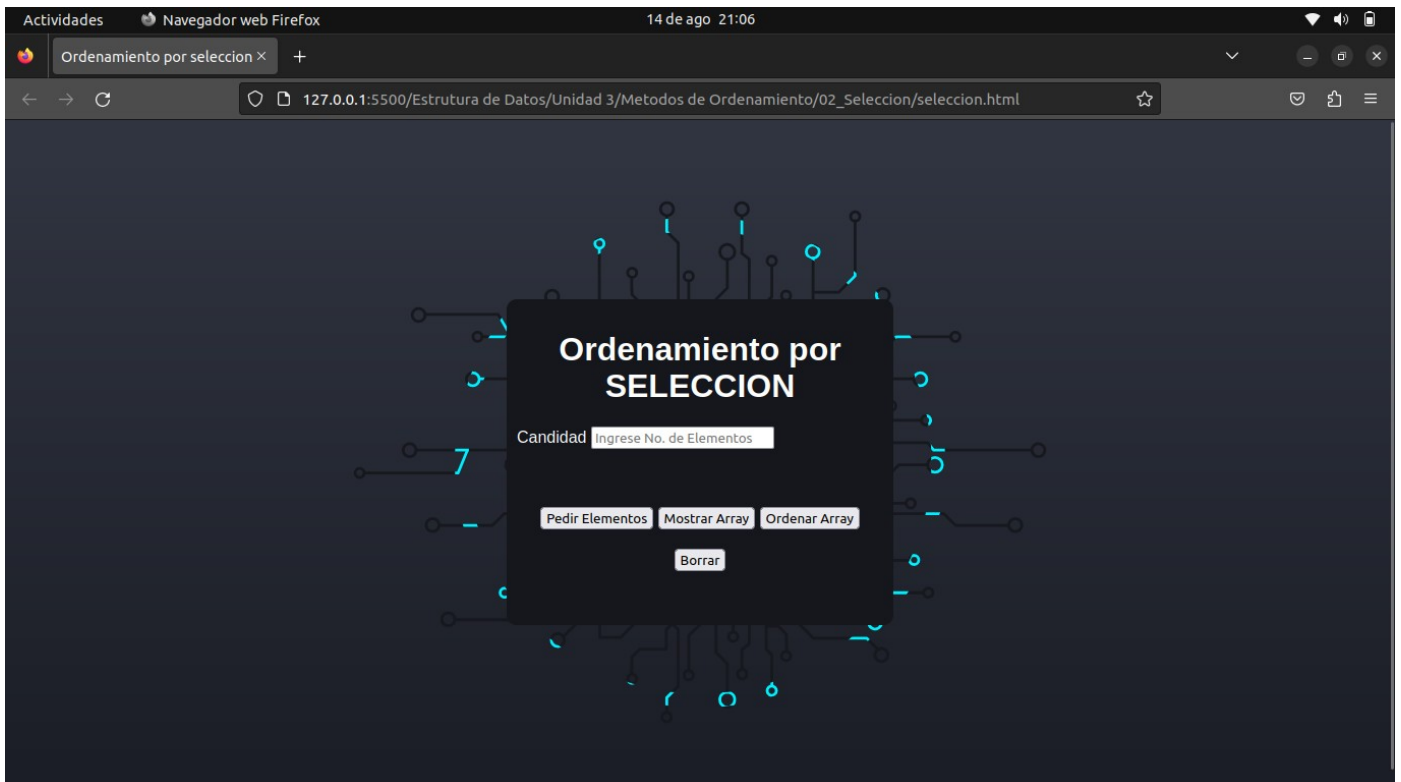 Actividades Navegador web Firefox 14 de ago 21:06
Ordenamiento por seleccion
127.0.0.1:5500/Estrutura de Datos/Unidad 3/Metodos de Ordenamiento/02_Seleccion/seleccion.html
Ordenamiento por
SELECCION
Candidad Ingrese No. de Elementos
Pedir Elementos Mostrar Array Ordenar Array
Borrar